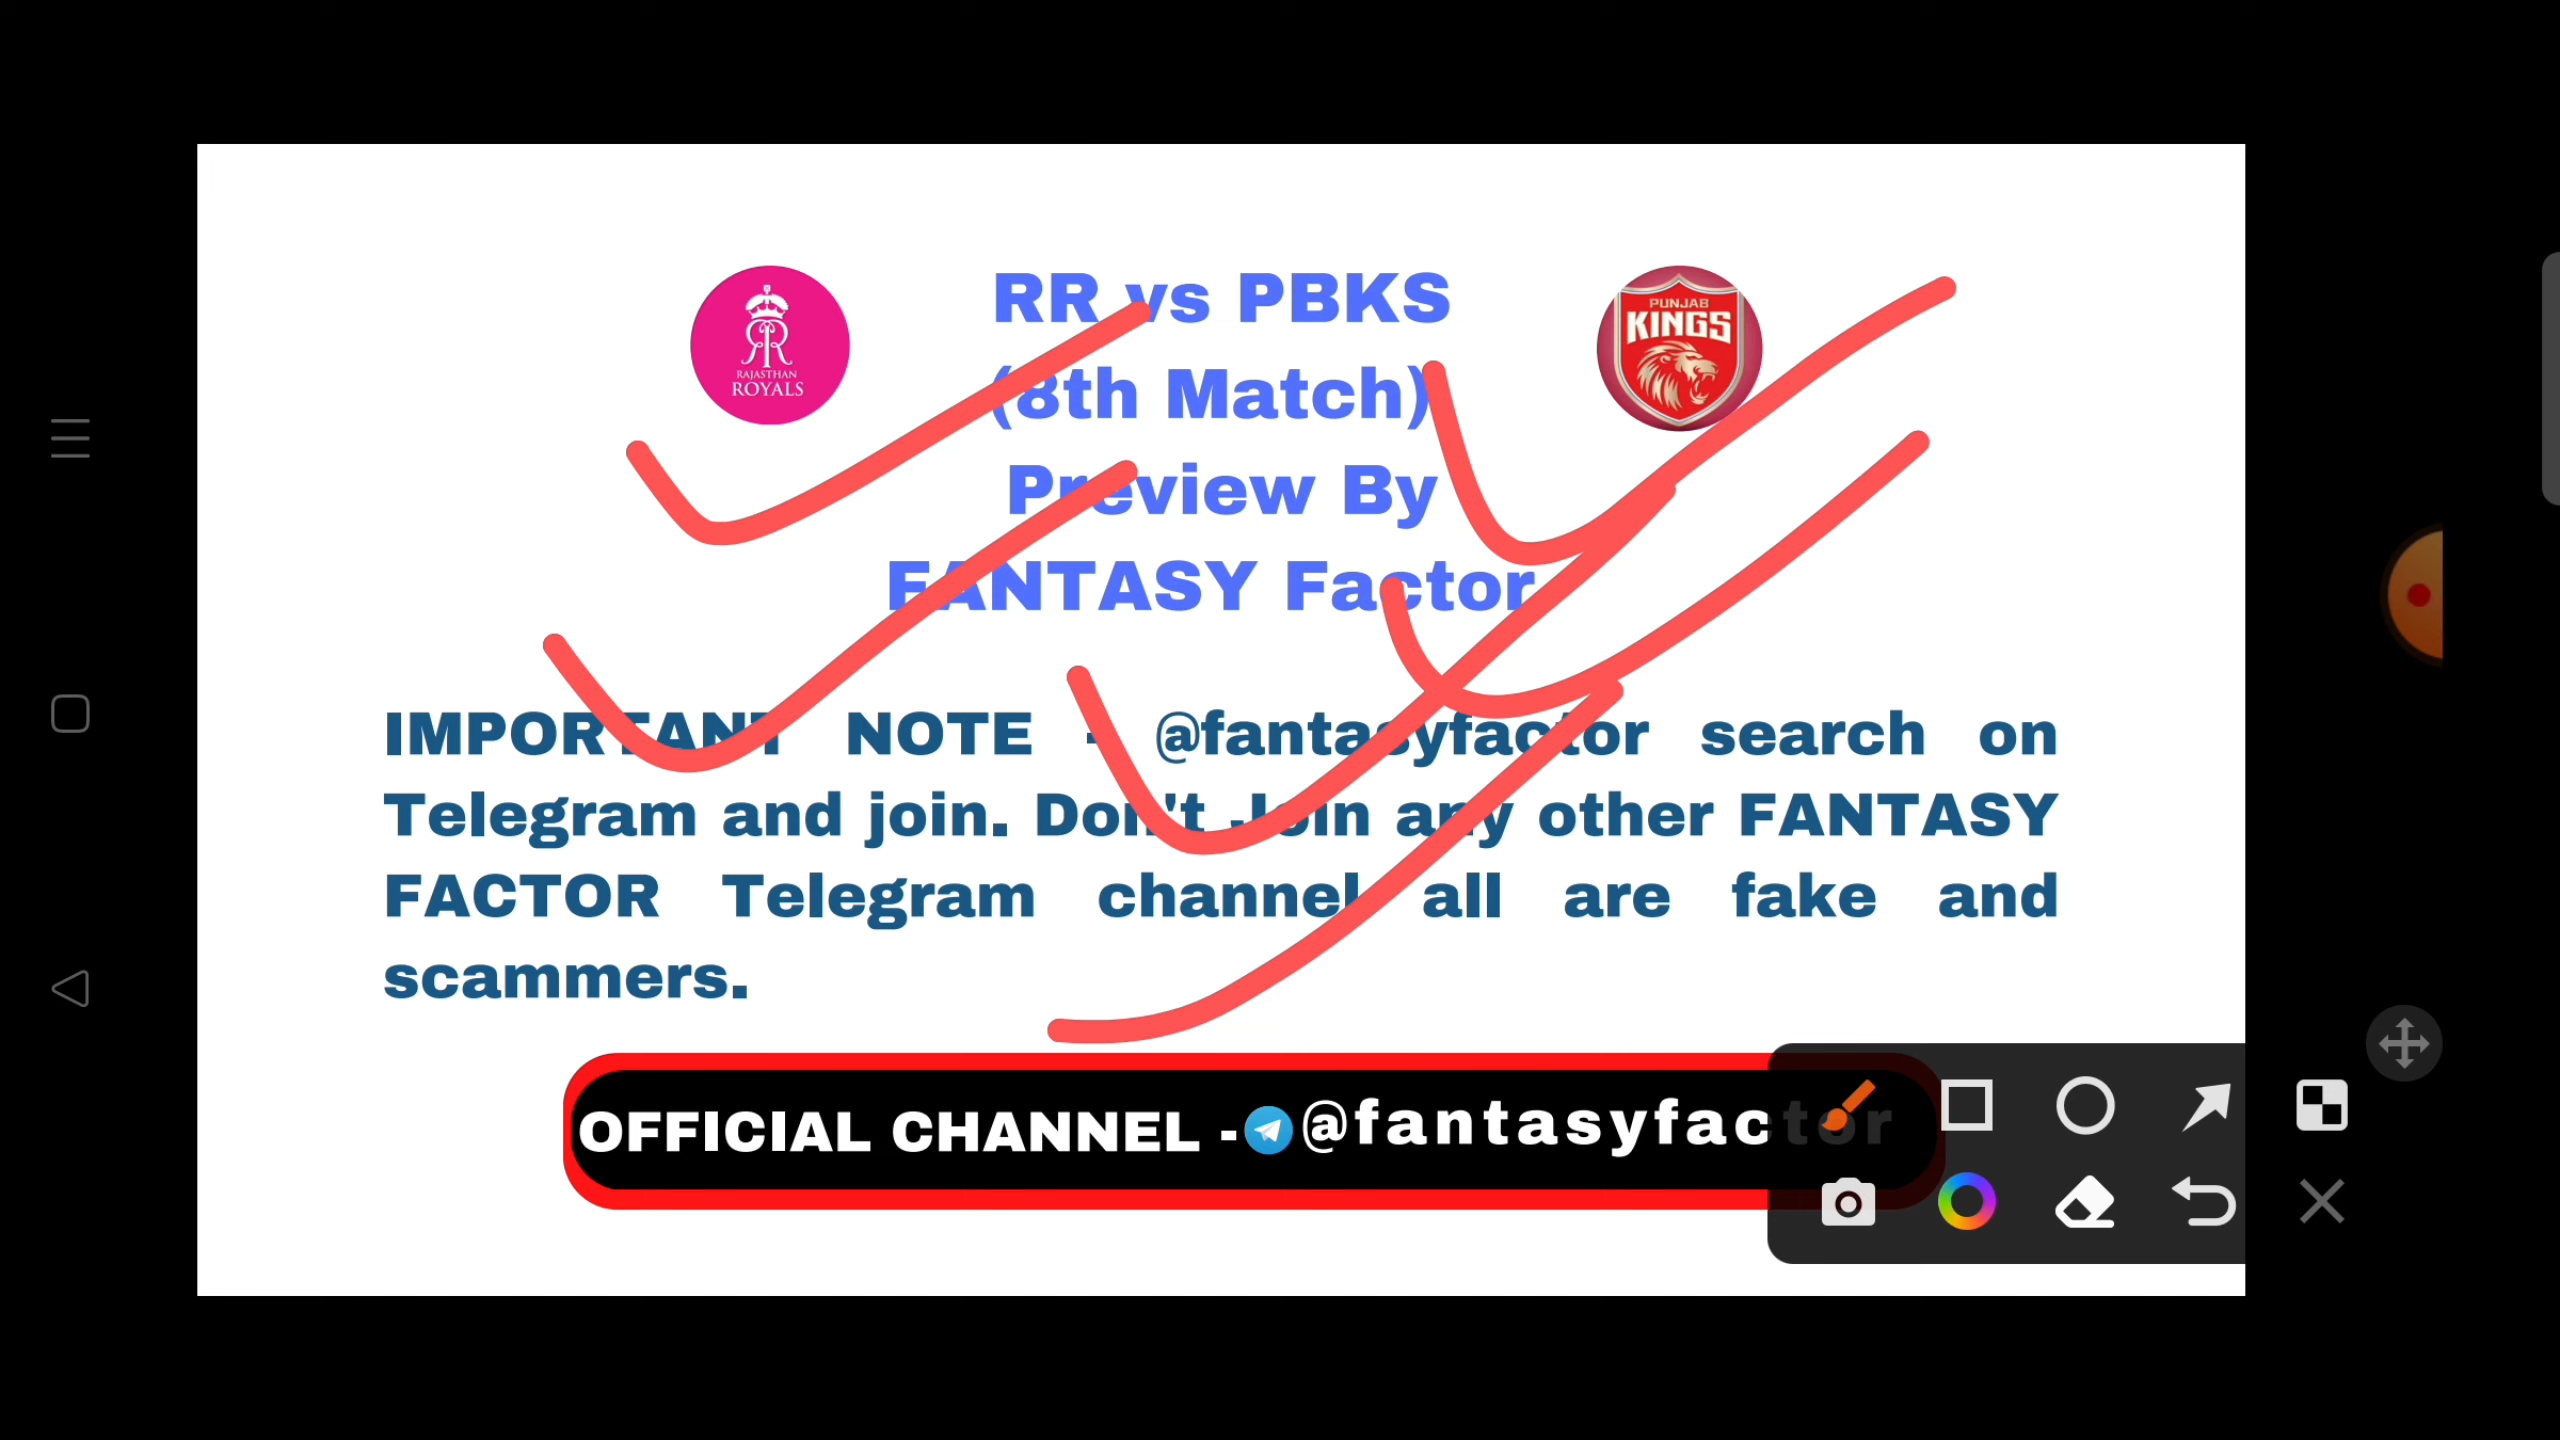 RR vs PBKS
(8th Match)
Preview By
FANTASY Factor
RAJASTHAN
ROYALS
PUNJAB
KINGS
IMPORTANT NOTE - @fantasyfactor search on
Telegram and join. Don't Join any other FANTASY
FACTOR Telegram channel all are fake and
scammers.
OFFICIAL CHANNEL - @fantasyfactor